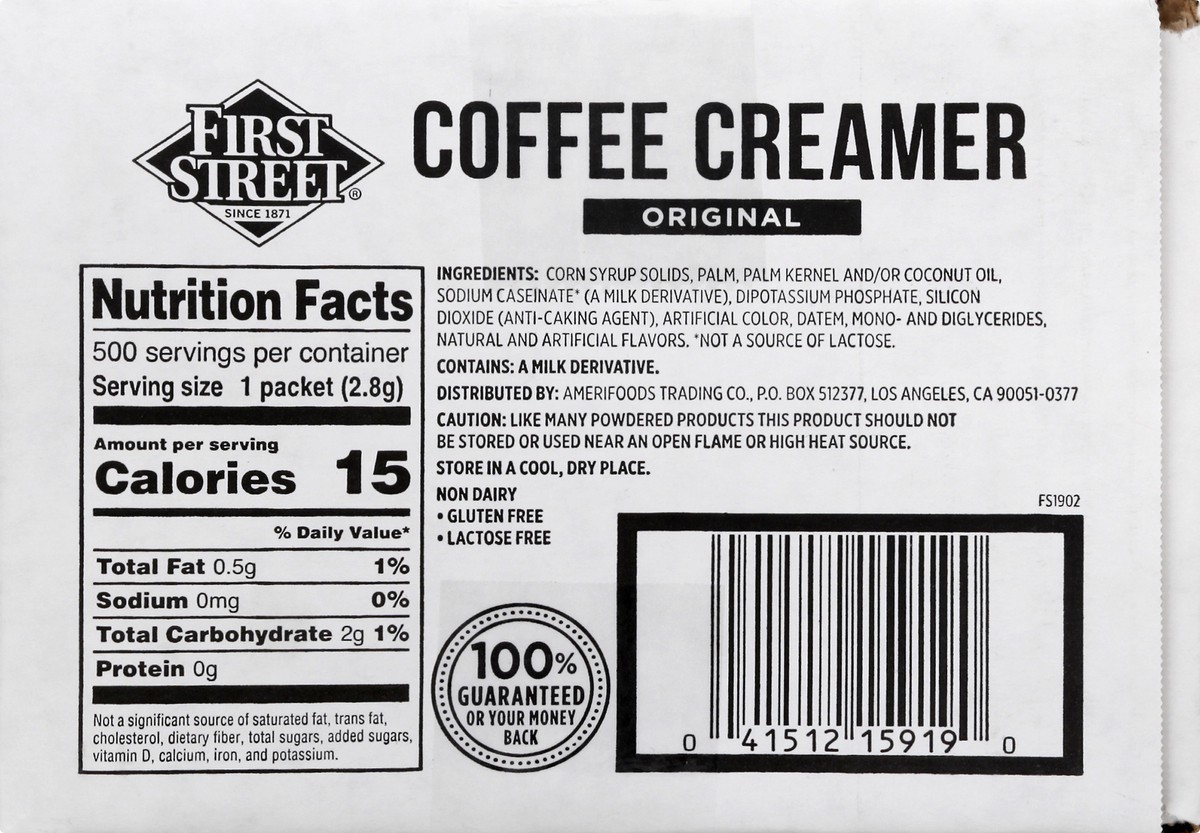 FIRST
STREET®
SINCE 1871
COFFEE CREAMER
ORIGINAL
Nutrition Facts
500 servings per container
Serving size 1 packet (2.8g)
Amount per serving
Calories 15
% Daily Value*
Total Fat 0.5g 1%
Sodium 0mg 0%
Total Carbohydrate 2g 1%
Protein 0g
Not a significant source of saturated fat, trans fat,
cholesterol, dietary fiber, total sugars, added sugars,
vitamin D, calcium, iron, and potassium.
INGREDIENTS: CORN SYRUP SOLIDS, PALM, PALM KERNEL AND/OR COCONUT OIL,
SODIUM CASEINATE* (A MILK DERIVATIVE), DIPOTASSIUM PHOSPHATE, SILICON
DIOXIDE (ANTI-CAKING AGENT), ARTIFICIAL COLOR, DATEM, MONO- AND DIGLYCERIDES,
NATURAL AND ARTIFICIAL FLAVORS. *NOT A SOURCE OF LACTOSE.
CONTAINS: A MILK DERIVATIVE.
DISTRIBUTED BY: AMERIFOODS TRADING CO., P.O. BOX 512377, LOS ANGELES, CA 90051-0377
CAUTION: LIKE MANY POWDERED PRODUCTS THIS PRODUCT SHOULD NOT
BE STORED OR USED NEAR AN OPEN FLAME OR HIGH HEAT SOURCE.
STORE IN A COOL, DRY PLACE.
NON DAIRY
• GLUTEN FREE
• LACTOSE FREE
FS1902
100%
GUARANTEED
OR YOUR MONEY
BACK
0 41512 15919 0